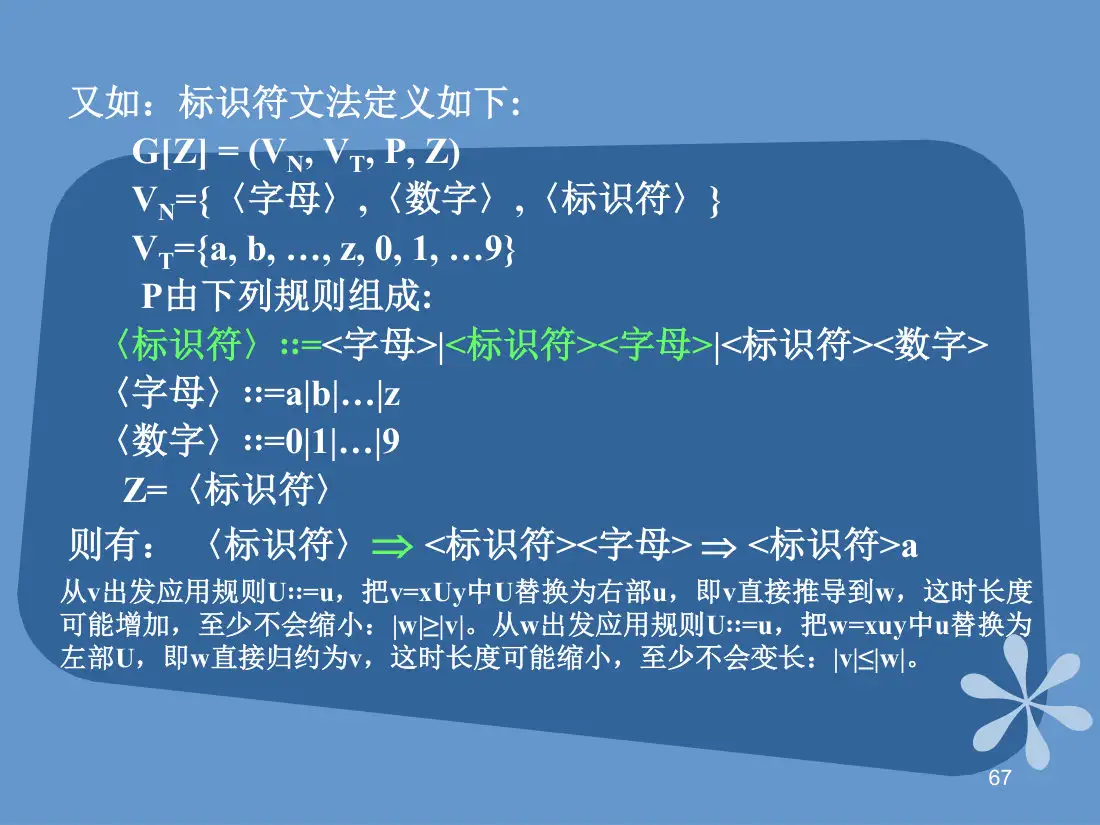 又如：标识符文法定义如下:
G[Z] = (VN, VT, P, Z)
VN={〈字母〉,〈数字〉,〈标识符〉}
VT={a, b, …, z, 0, 1, …9}
P由下列规则组成:
〈标识符〉∷=<字母>|<标识符><字母>|<标识符><数字>
〈字母〉∷=a|b|…|z
〈数字〉∷=0|1|…|9
Z=〈标识符〉
则有： 〈标识符〉⇒ <标识符><字母> ⇒ <标识符>a
从v出发应用规则U∷=u，把v=xUy中U替换为右部u，即v直接推导到w，这时长度
可能增加，至少不会缩小：|w|≥|v|。从w出发应用规则U∷=u，把w=xuy中u替换为
左部U，即w直接归约为v，这时长度可能缩小，至少不会变长：|v|≤|w|。
67